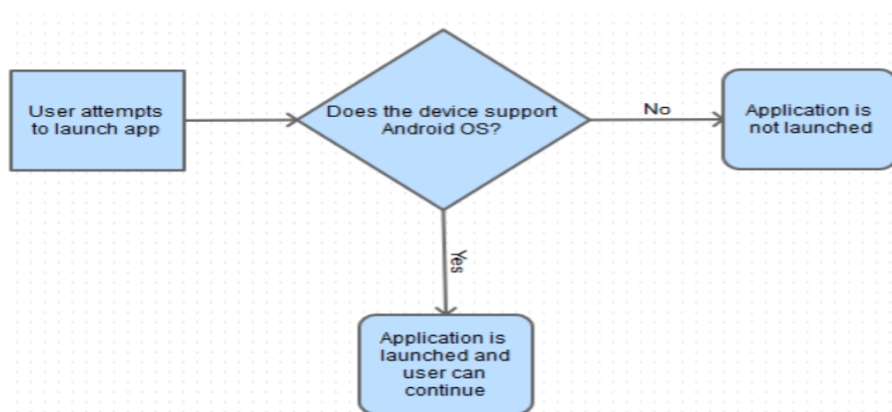 User attempts
to launch app
Does the device support
Android OS?
No
Application is
not launched
Yes
Application is
launched and
user can
continue